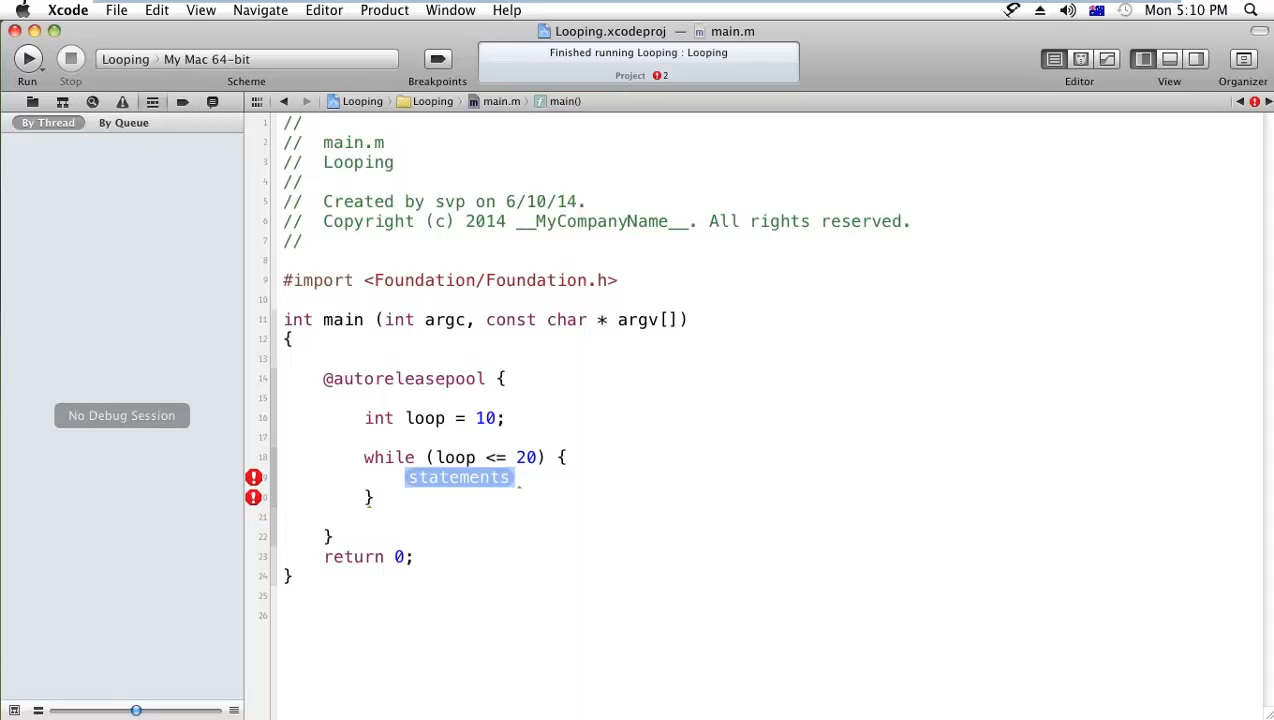 Xcode File Edit View Navigate Editor Product Window Help Mon 5:10 PM
Looping.xcodeproj — main.m
Looping › My Mac 64-bit
Finished running Looping : Looping
Project 2
Run Stop Scheme Breakpoints Editor View Organizer
Looping › Looping › main.m › main()
By Thread By Queue
No Debug Session
1 //
2 // main.m
3 // Looping
4 //
5 // Created by svp on 6/10/14.
6 // Copyright (c) 2014 __MyCompanyName__. All rights reserved.
7 //
8
9 #import <Foundation/Foundation.h>
10
11 int main (int argc, const char * argv[])
12 {
13
14 @autoreleasepool {
15
16 int loop = 10;
17
18 while (loop <= 20) {
9 statements
0 }
21
22 }
23 return 0;
24 }
25
26